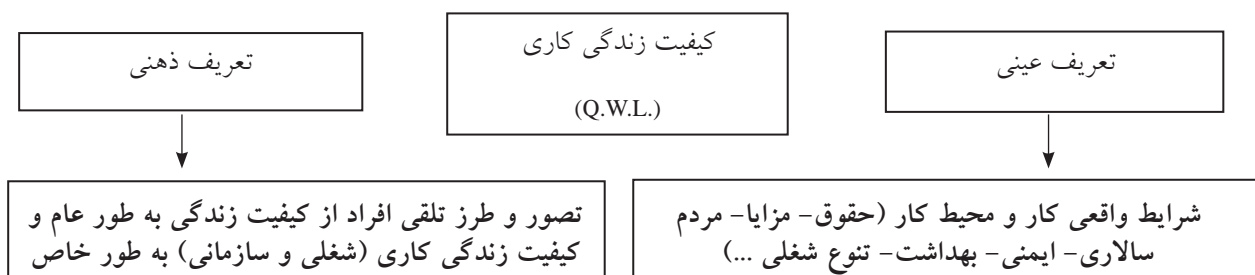 کیفیت زندگی کاری
(Q.W.L.)
تعریف عینی
تعریف ذهنی
شرایط واقعی کار و محیط کار (حقوق- مزایا- مردم
سالاری- ایمنی- بهداشت- تنوع شغلی ...)
تصور و طرز تلقی افراد از کیفیت زندگی به طور عام و
کیفیت زندگی کاری (شغلی و سازمانی) به طور خاص